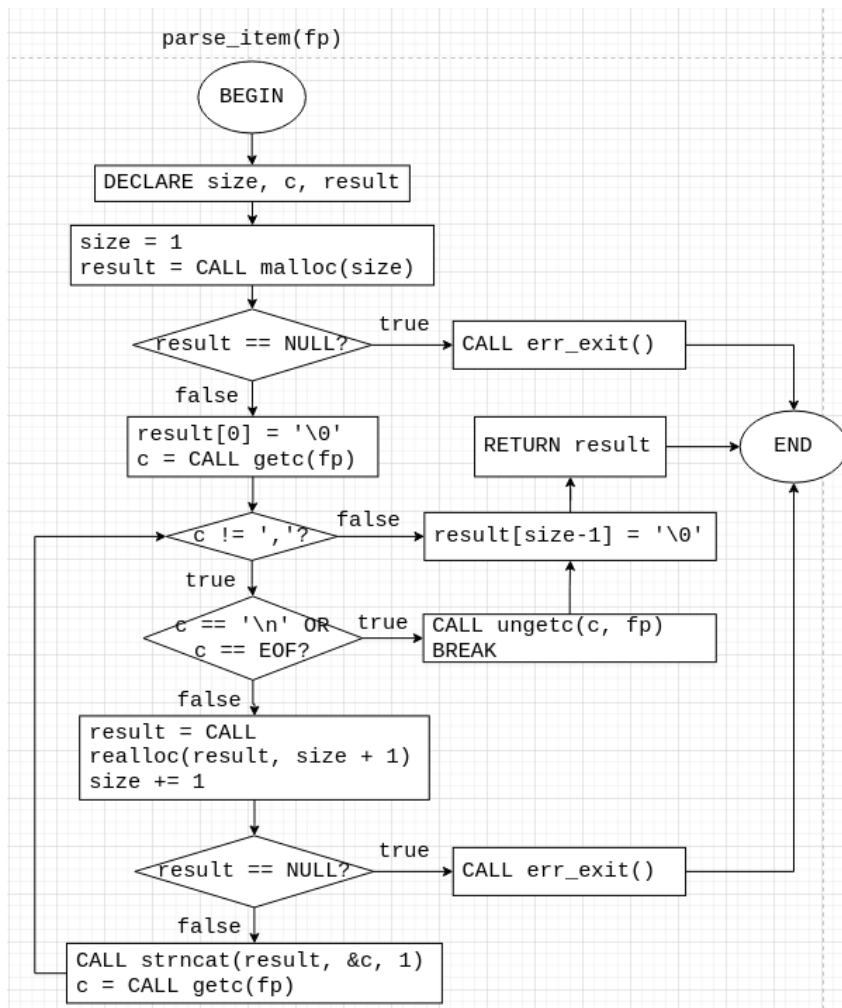 parse_item(fp)
BEGIN
DECLARE size, c, result
size = 1
result = CALL malloc(size)
result == NULL?
true
CALL err_exit()
false
result[0] = '\0'
c = CALL getc(fp)
RETURN result
END
c != ','?
false
result[size-1] = '\0'
true
c == '\n' OR
c == EOF?
true
CALL ungetc(c, fp)
BREAK
false
result = CALL
realloc(result, size + 1)
size += 1
result == NULL?
true
CALL err_exit()
false
CALL strncat(result, &c, 1)
c = CALL getc(fp)